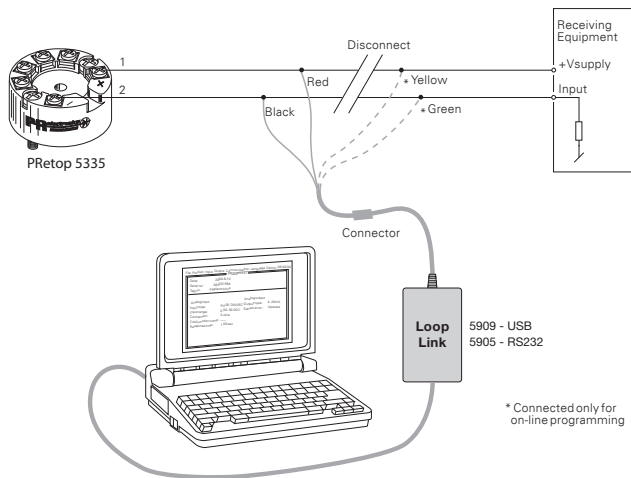 Receiving
Equipment
+Vsupply
Input
Disconnect
1
2
Red
Black
* Yellow
* Green
PR
PRetop 5335
Connector
Loop
Link
5909 - USB
5905 - RS232
* Connected only for
on-line programming